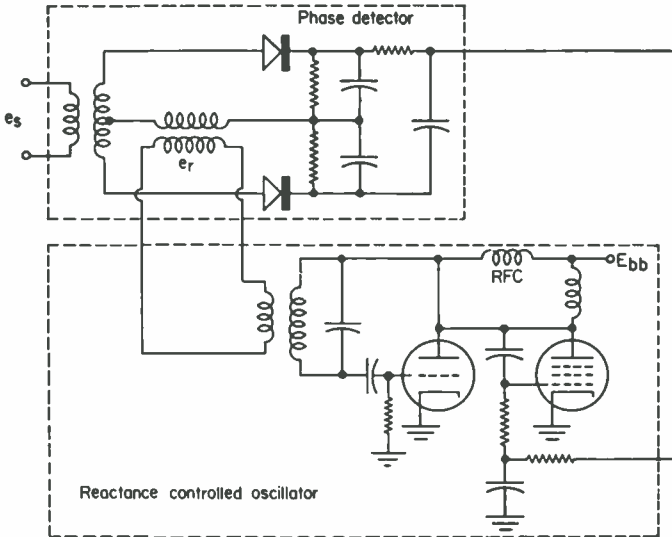 Phase detector
es
er
RFC
Ebb
Reactance controlled oscillator